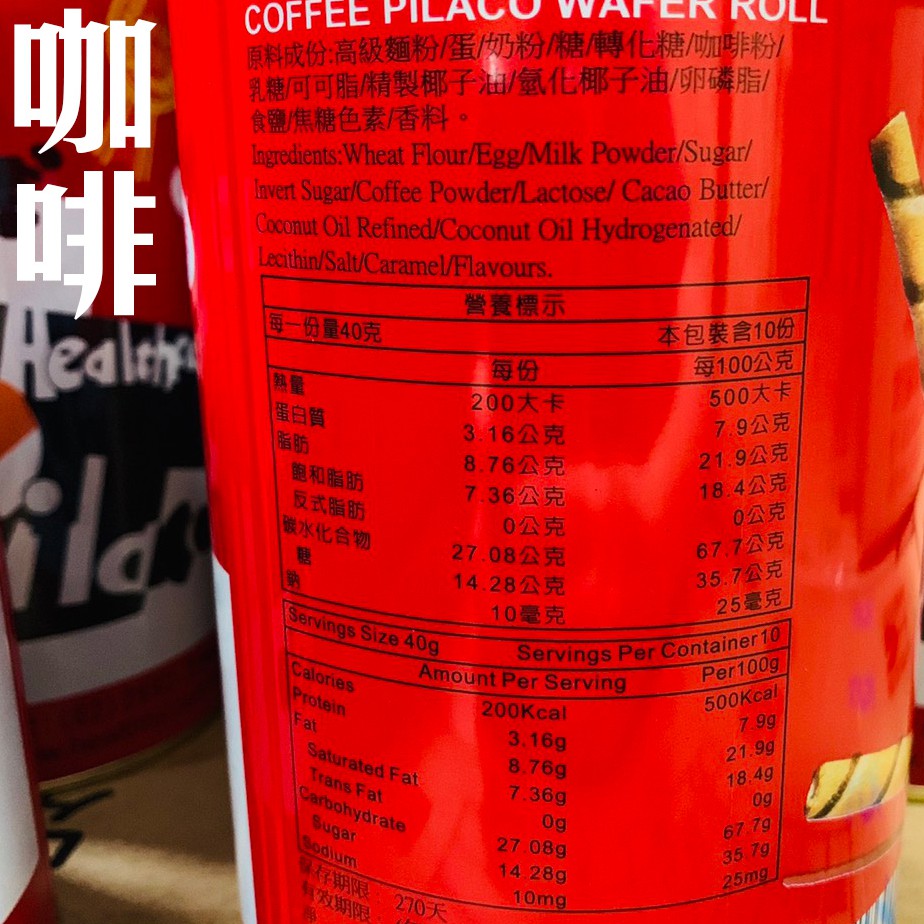 咖啡
COFFEE PILACO WAFER ROLL
原料成份:高級麵粉/蛋/奶粉/糖/轉化糖/咖啡粉/
乳糖/可可脂/精製椰子油/氫化椰子油/卵磷脂/
食鹽/焦糖色素/香料。
Ingredients:Wheat Flour/Egg/Milk Powder/Sugar/
Invert Sugar/Coffee Powder/Lactose/ Cacao Butter/
Coconut Oil Refined/Coconut Oil Hydrogenated/
Lecithin/Salt/Caramel/Flavours.
營養標示
每一份量40克 本包裝含10份
每份 每100公克
熱量 200大卡 500大卡
蛋白質 3.16公克 7.9公克
脂肪 8.76公克 21.9公克
飽和脂肪 7.36公克 18.4公克
反式脂肪 0公克 0公克
碳水化合物 27.08公克 67.7公克
糖 14.28公克 35.7公克
鈉 10毫克 25毫克
Servings Size 40g Servings Per Container10
Amount Per Serving Per100g
Calories 200Kcal 500Kcal
Protein 3.16g 7.9g
Fat 8.76g 21.9g
Saturated Fat 7.36g 18.4g
Trans Fat 0g 0g
Carbohydrate 27.08g 67.7g
Sugar 14.28g 35.7g
Sodium 10mg 25mg
保存期限 270天
有效期限